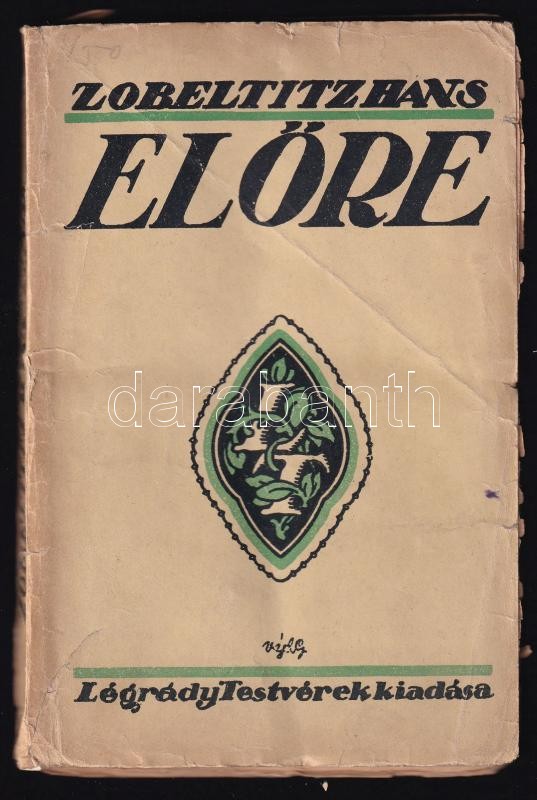 ZOBELTITZ HANS
ELŐRE
darabanth
Légrády Testvérek kiadása